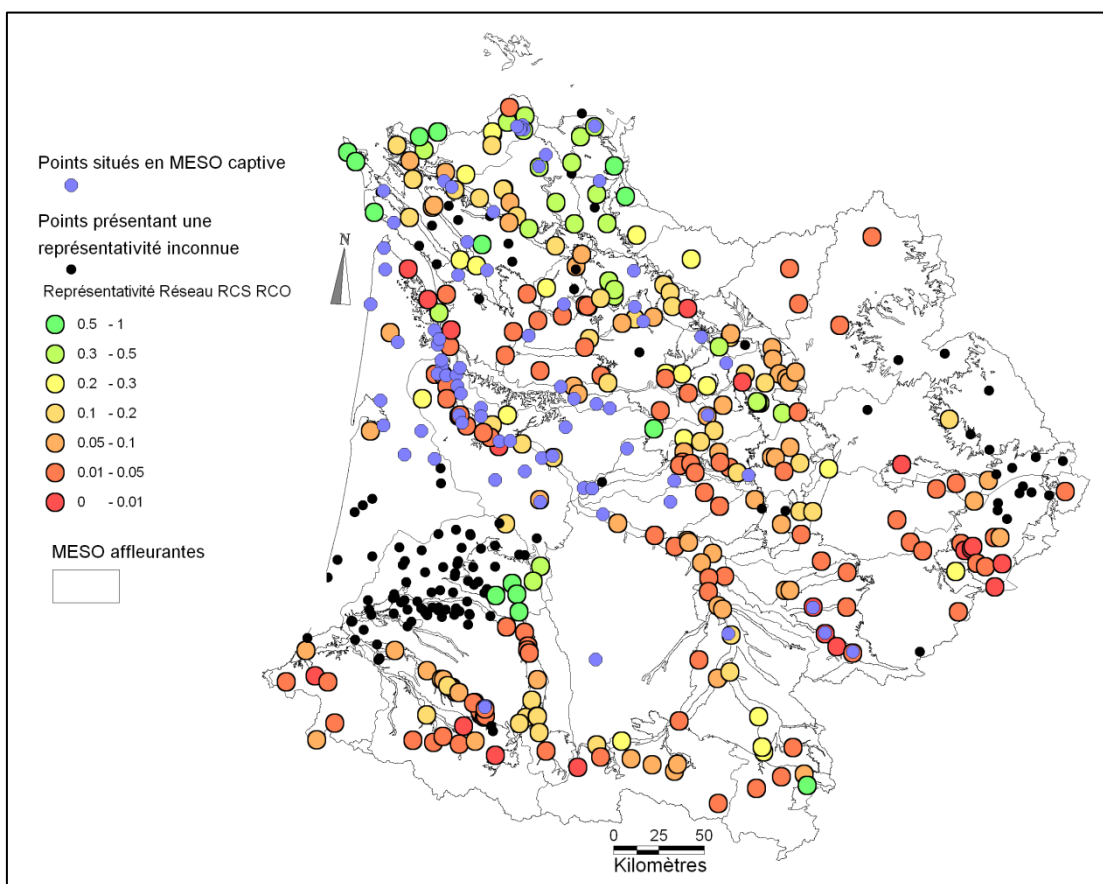 Points situés en MESO captive
Points présentant une
représentativité inconnue
Représentativité Réseau RCS RCO
0.5 - 1
0.3 - 0.5
0.2 - 0.3
0.1 - 0.2
0.05 - 0.1
0.01 - 0.05
0 - 0.01
MESO affleurantes
N
0 25 50
Kilomètres